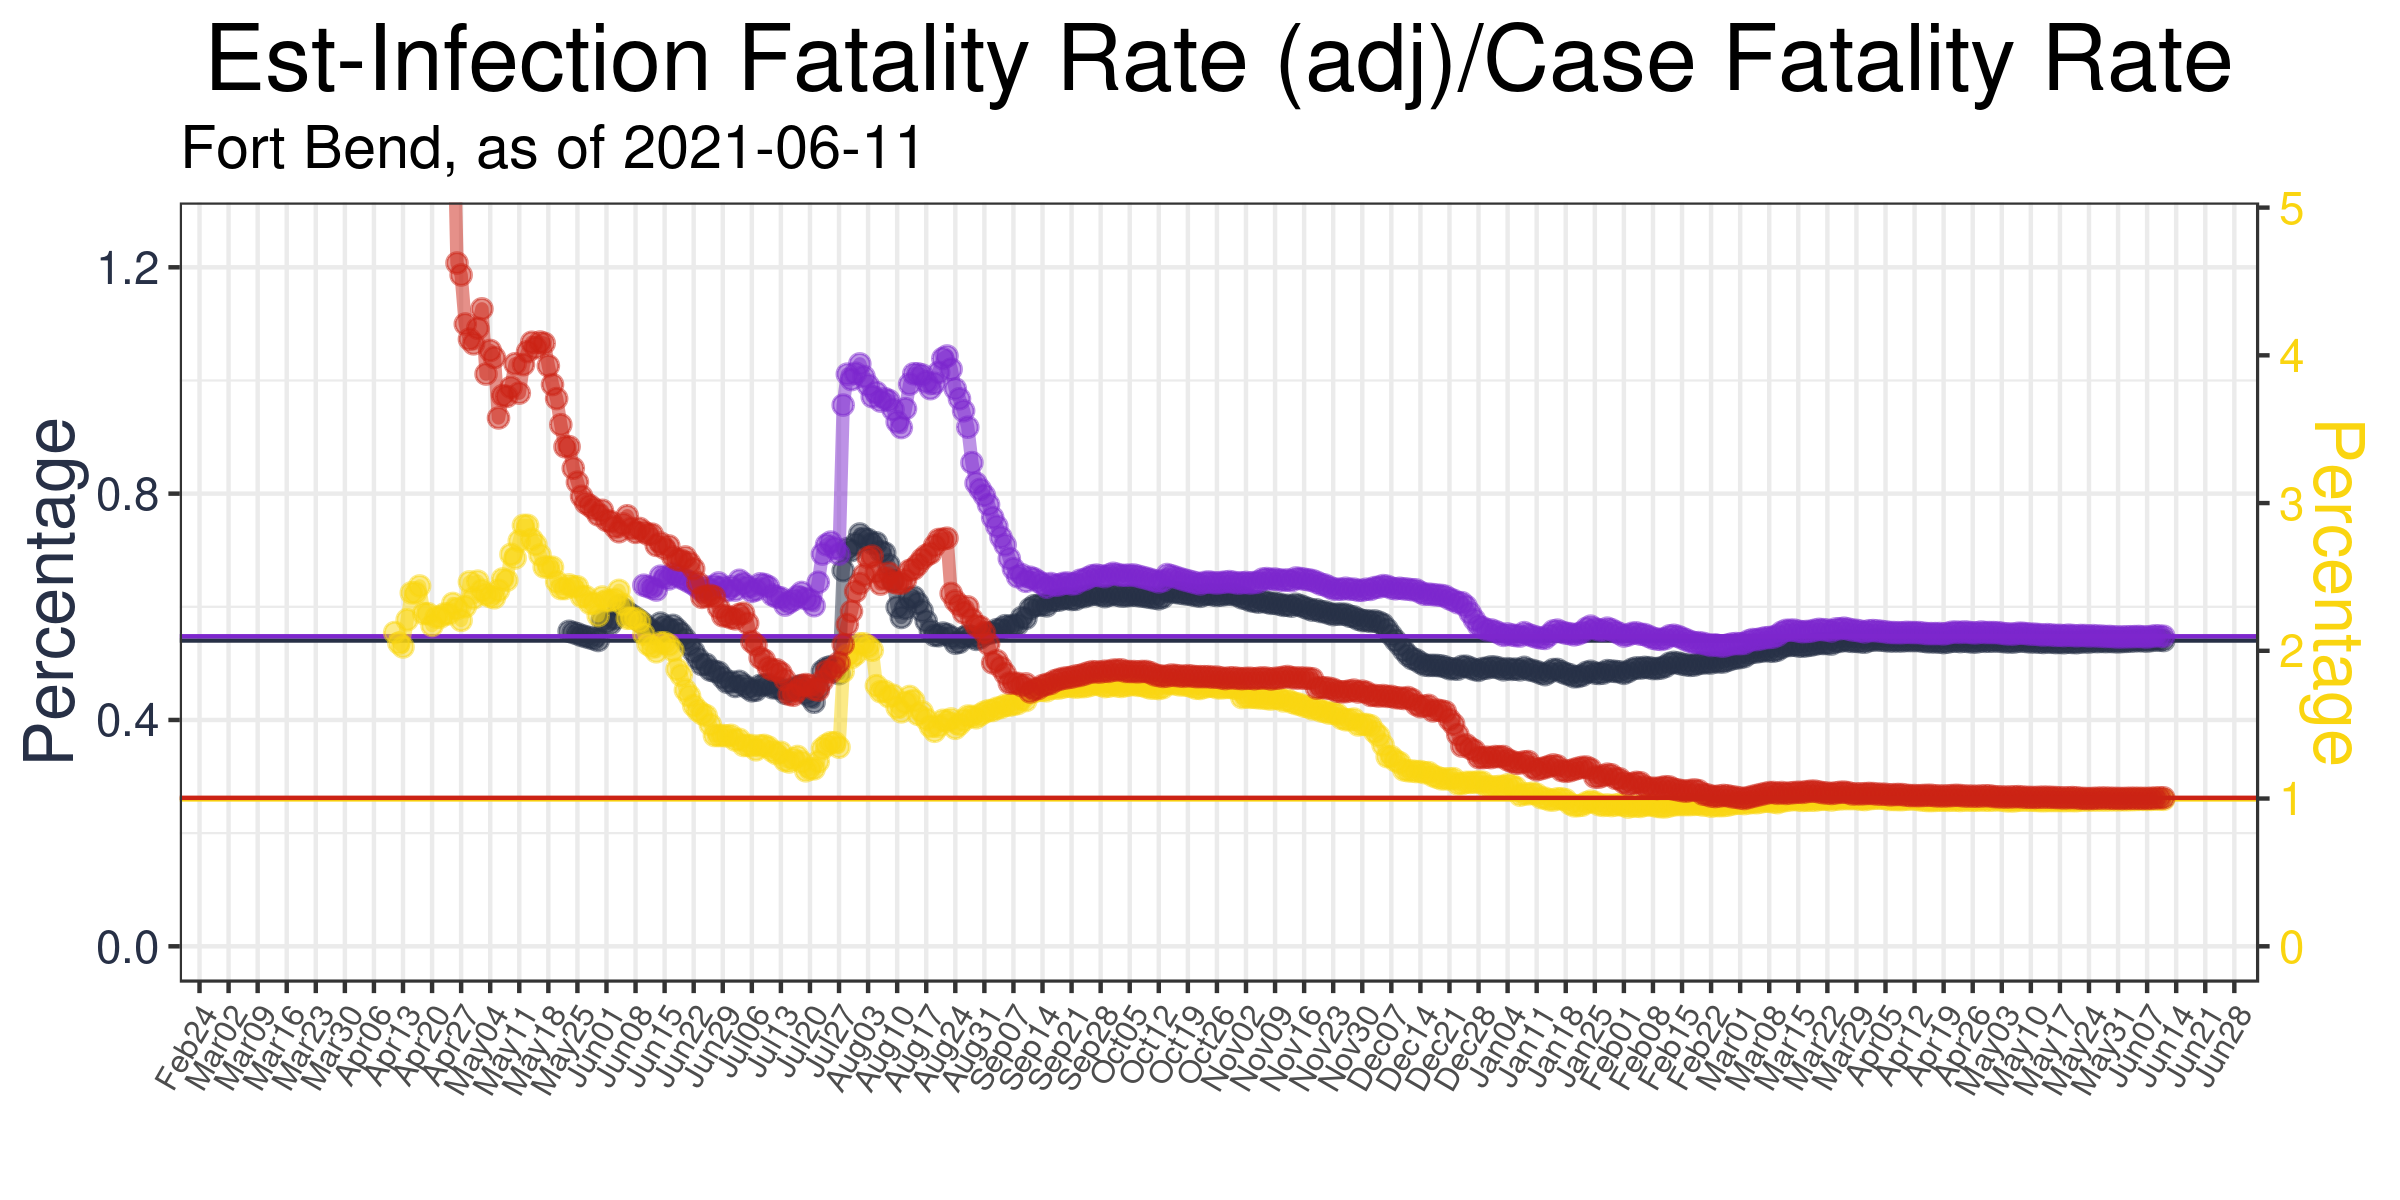 Est-Infection Fatality Rate (adj)/Case Fatality Rate
Fort Bend, as of 2021-06-11
Percentage
1.2
0.8
0.4
0.0
5
4
3
2
1
0
Percentage
Feb24
Mar02
Mar09
Mar16
Mar23
Mar30
Apr06
Apr13
Apr20
Apr27
May04
May11
May18
May25
Jun01
Jun08
Jun15
Jun22
Jun29
Jul06
Jul13
Jul20
Jul27
Aug03
Aug10
Aug17
Aug24
Aug31
Sep07
Sep14
Sep21
Sep28
Oct05
Oct12
Oct19
Oct26
Nov02
Nov09
Nov16
Nov23
Nov30
Dec07
Dec14
Dec21
Dec28
Jan04
Jan11
Jan18
Jan25
Feb01
Feb08
Feb15
Feb22
Mar01
Mar08
Mar15
Mar22
Mar29
Apr05
Apr12
Apr19
Apr26
May03
May10
May17
May24
May31
Jun07
Jun14
Jun21
Jun28